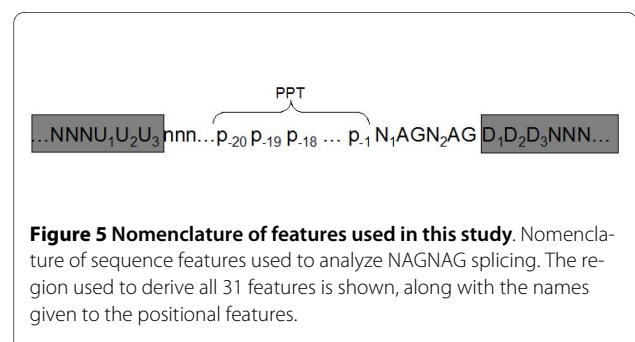 PPT
...NNNU₁U₂U₃nnn...p₋₂₀ p₋₁₉ p₋₁₈ ... p₋₁ N₁AGN₂AG D₁D₂D₃NNN...
Figure 5 Nomenclature of features used in this study. Nomencla-
ture of sequence features used to analyze NAGNAG splicing. The re-
gion used to derive all 31 features is shown, along with the names
given to the positional features.